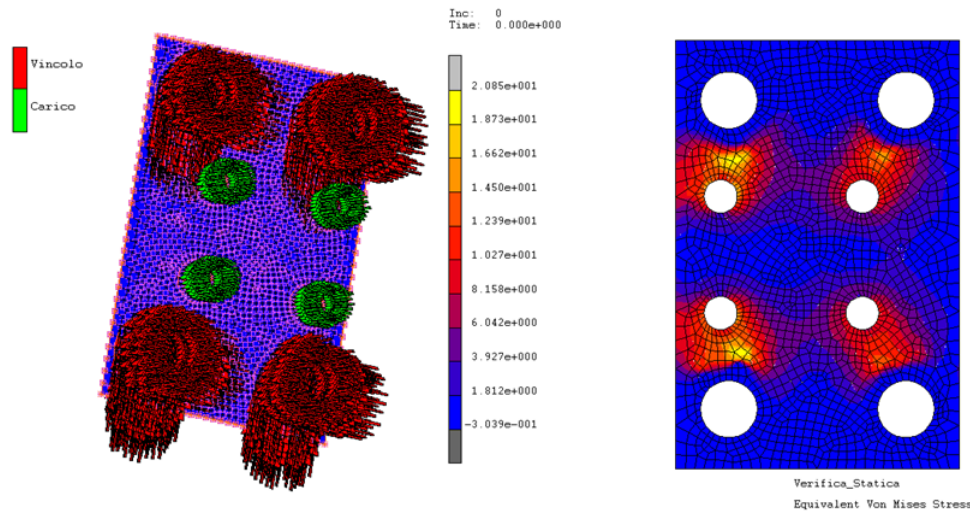 Inc: 0
Time: 0.000e+000
Vincolo
Carico
2.085e+001
1.873e+001
1.662e+001
1.450e+001
1.239e+001
1.027e+001
8.158e+000
6.042e+000
3.927e+000
1.812e+000
-3.039e-001
Verifica_Statica
Equivalent Von Mises Stress